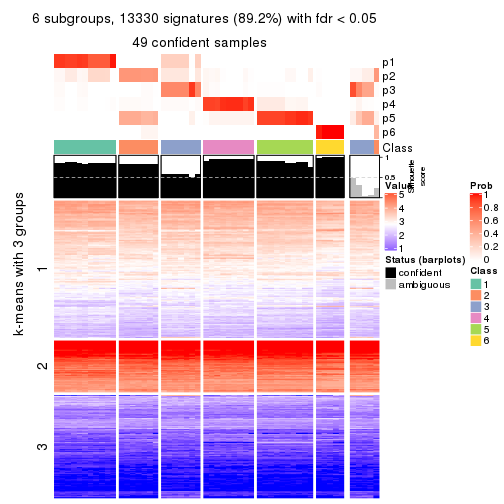 6 subgroups, 13330 signatures (89.2%) with fdr < 0.05
49 confident samples
p1
p2
p3
p4
p5
p6
Class
1
0.5
0
Silhouette
score
k-means with 3 groups
1
2
3
Value
5
4
3
2
1
Status (barplots)
confident
ambiguous
Prob
1
0.8
0.6
0.4
0.2
0
Class
1
2
3
4
5
6